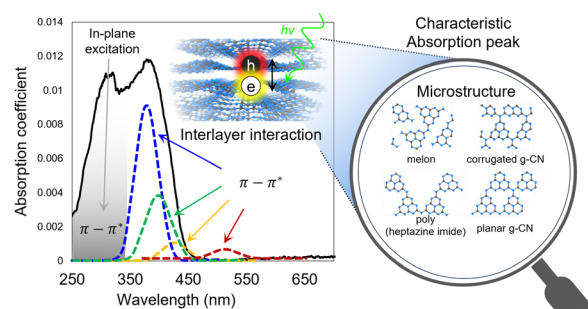 In-plane
excitation
hν
h
e
Interlayer interaction
π − π*
π − π*
0.014
0.012
0.01
0.008
0.006
0.004
0.002
0
Absorption coefficient
250
350
450
550
650
Wavelength (nm)
Characteristic
Absorption peak
Microstructure
melon
corrugated g-CN
poly
(heptazine imide)
planar g-CN